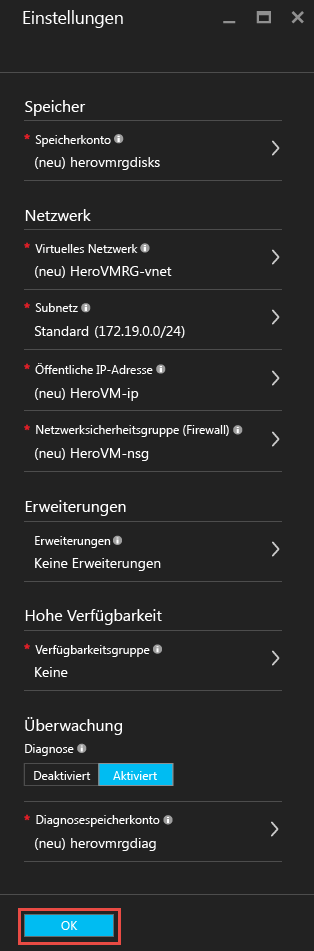 Einstellungen
Speicher
* Speicherkonto
(neu) herovmrgdisks
Netzwerk
* Virtuelles Netzwerk
(neu) HeroVMRG-vnet
* Subnetz
Standard (172.19.0.0/24)
* Öffentliche IP-Adresse
(neu) HeroVM-ip
* Netzwerksicherheitsgruppe (Firewall)
(neu) HeroVM-nsg
Erweiterungen
Erweiterungen
Keine Erweiterungen
Hohe Verfügbarkeit
* Verfügbarkeitsgruppe
Keine
Überwachung
Diagnose
Deaktiviert Aktiviert
* Diagnosespeicherkonto
(neu) herovmrgdiag
OK